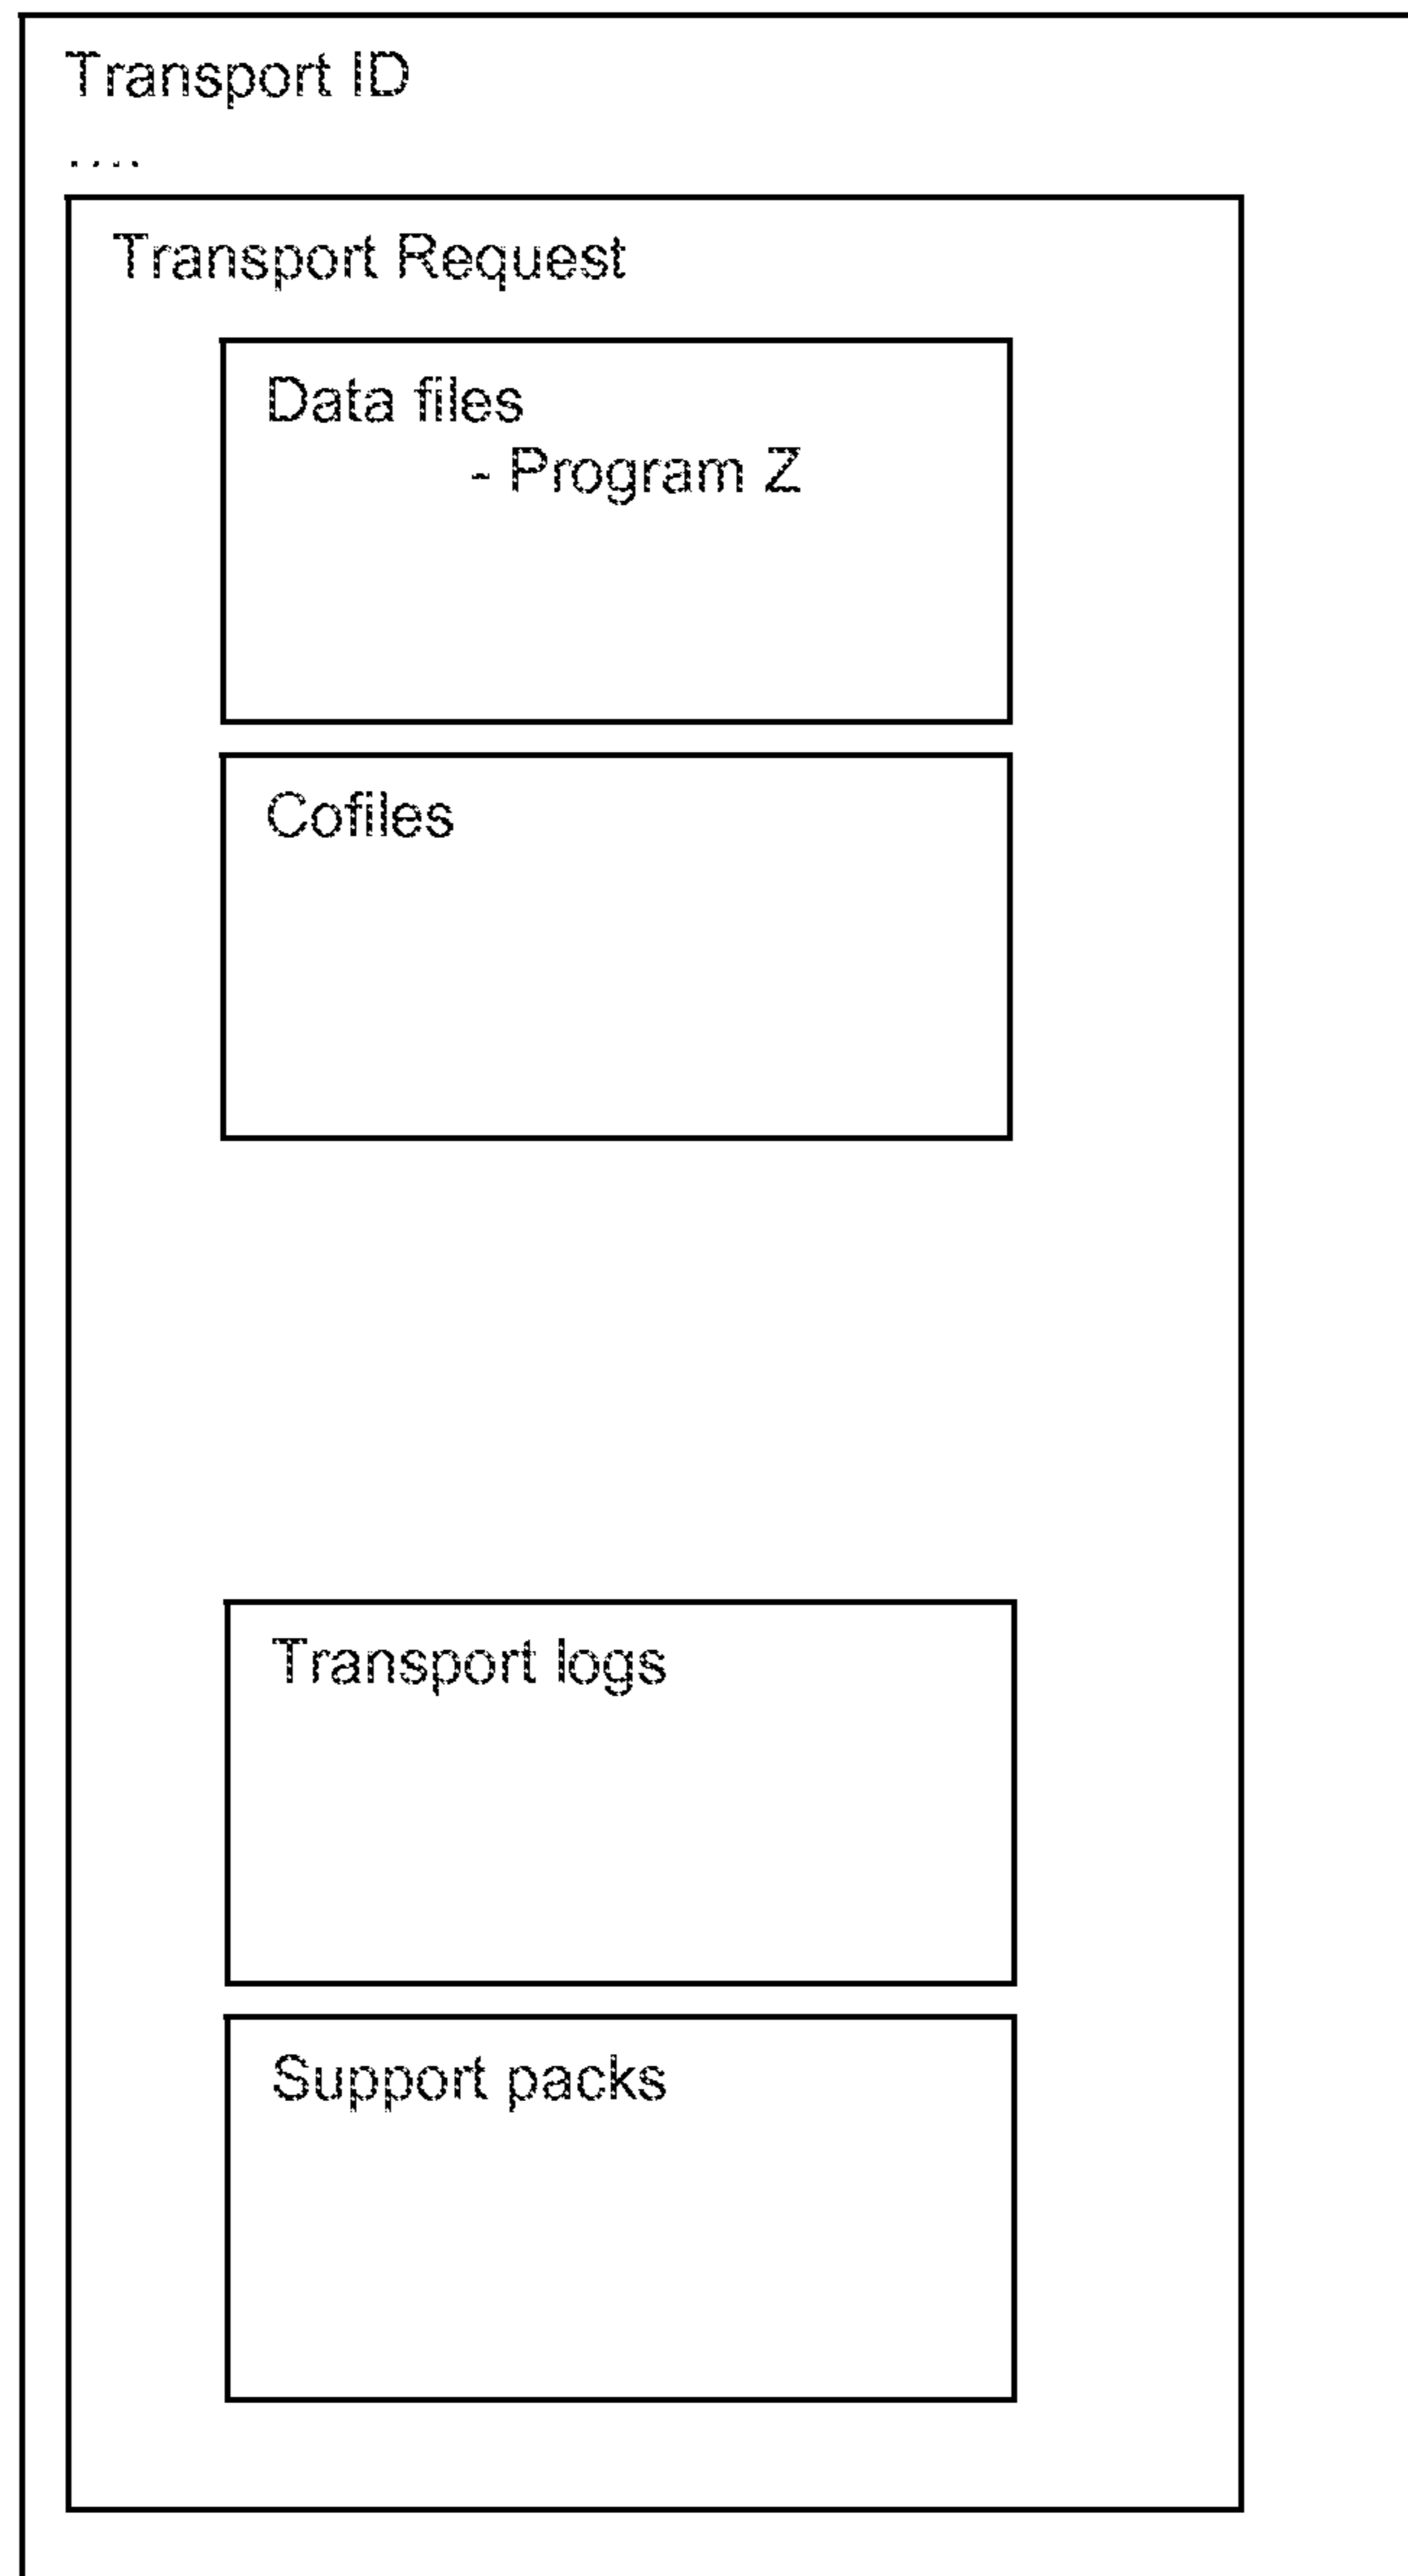 Transport ID
....
Transport Request
Data files
- Program Z
Cofiles
Transport logs
Support packs